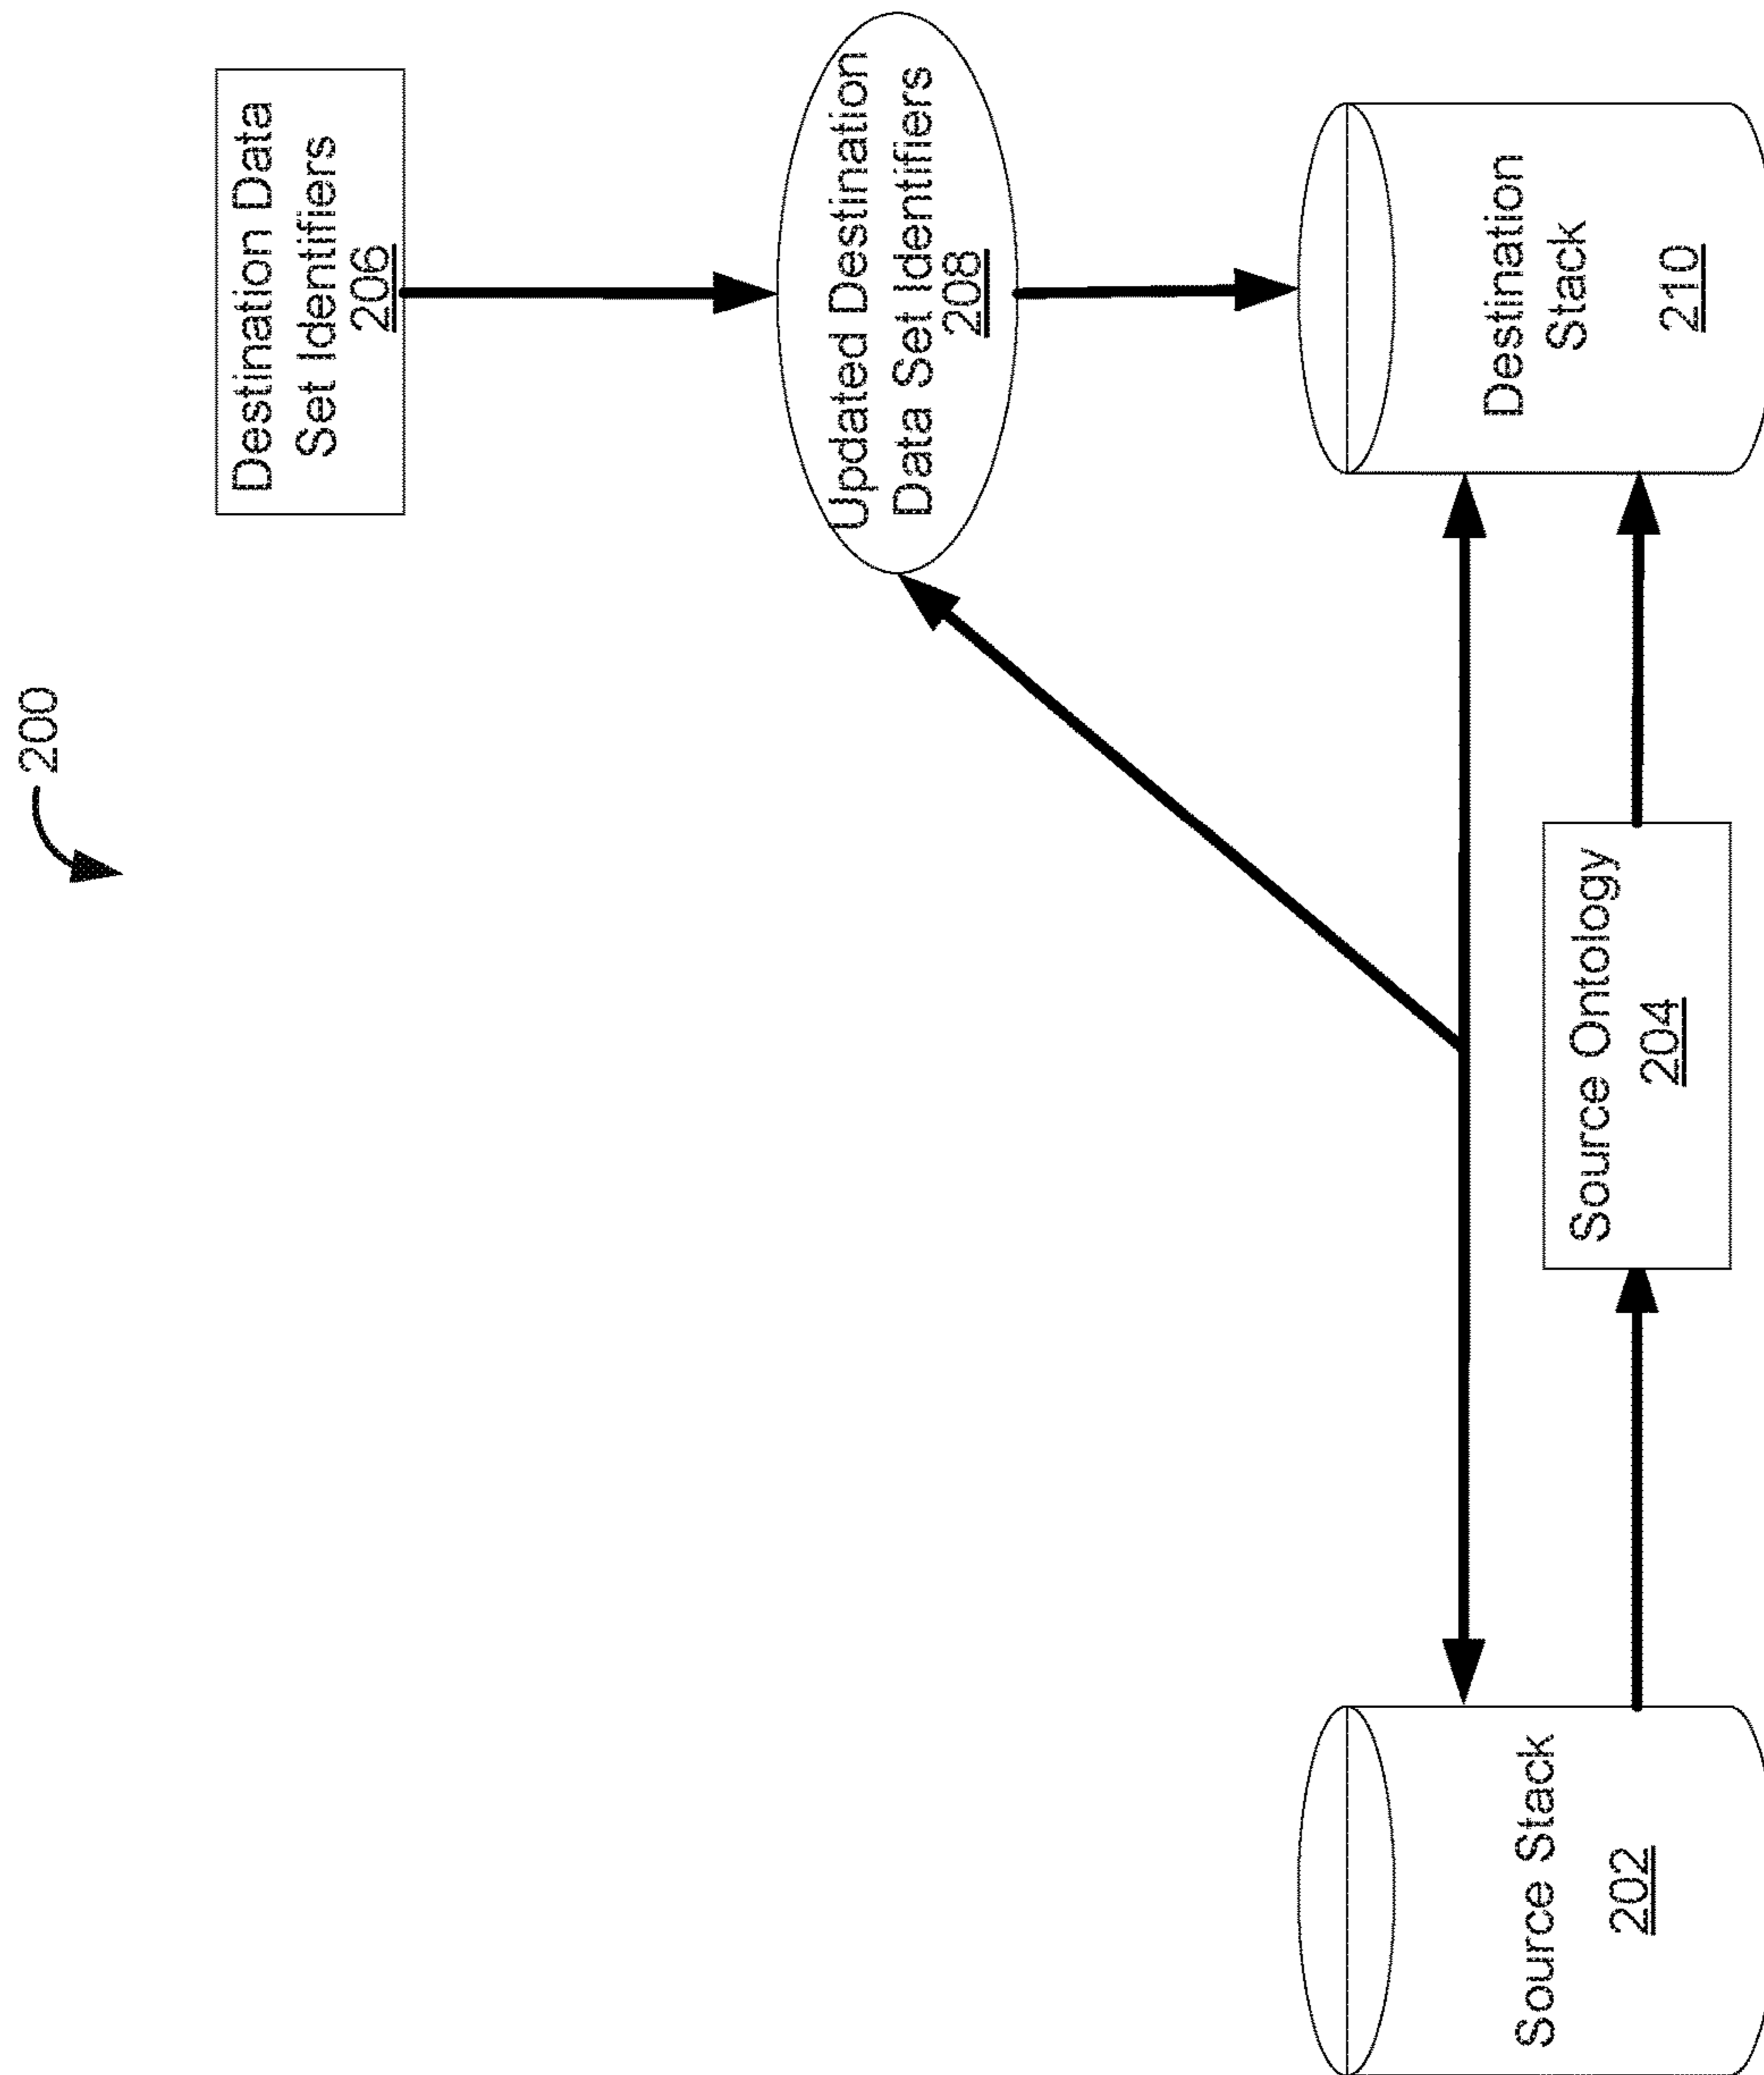 200
Destination Data
Set Identifiers
206
Updated Destination
Data Set Identifiers
208
Source Stack
202
Source Ontology
204
Destination
Stack
210